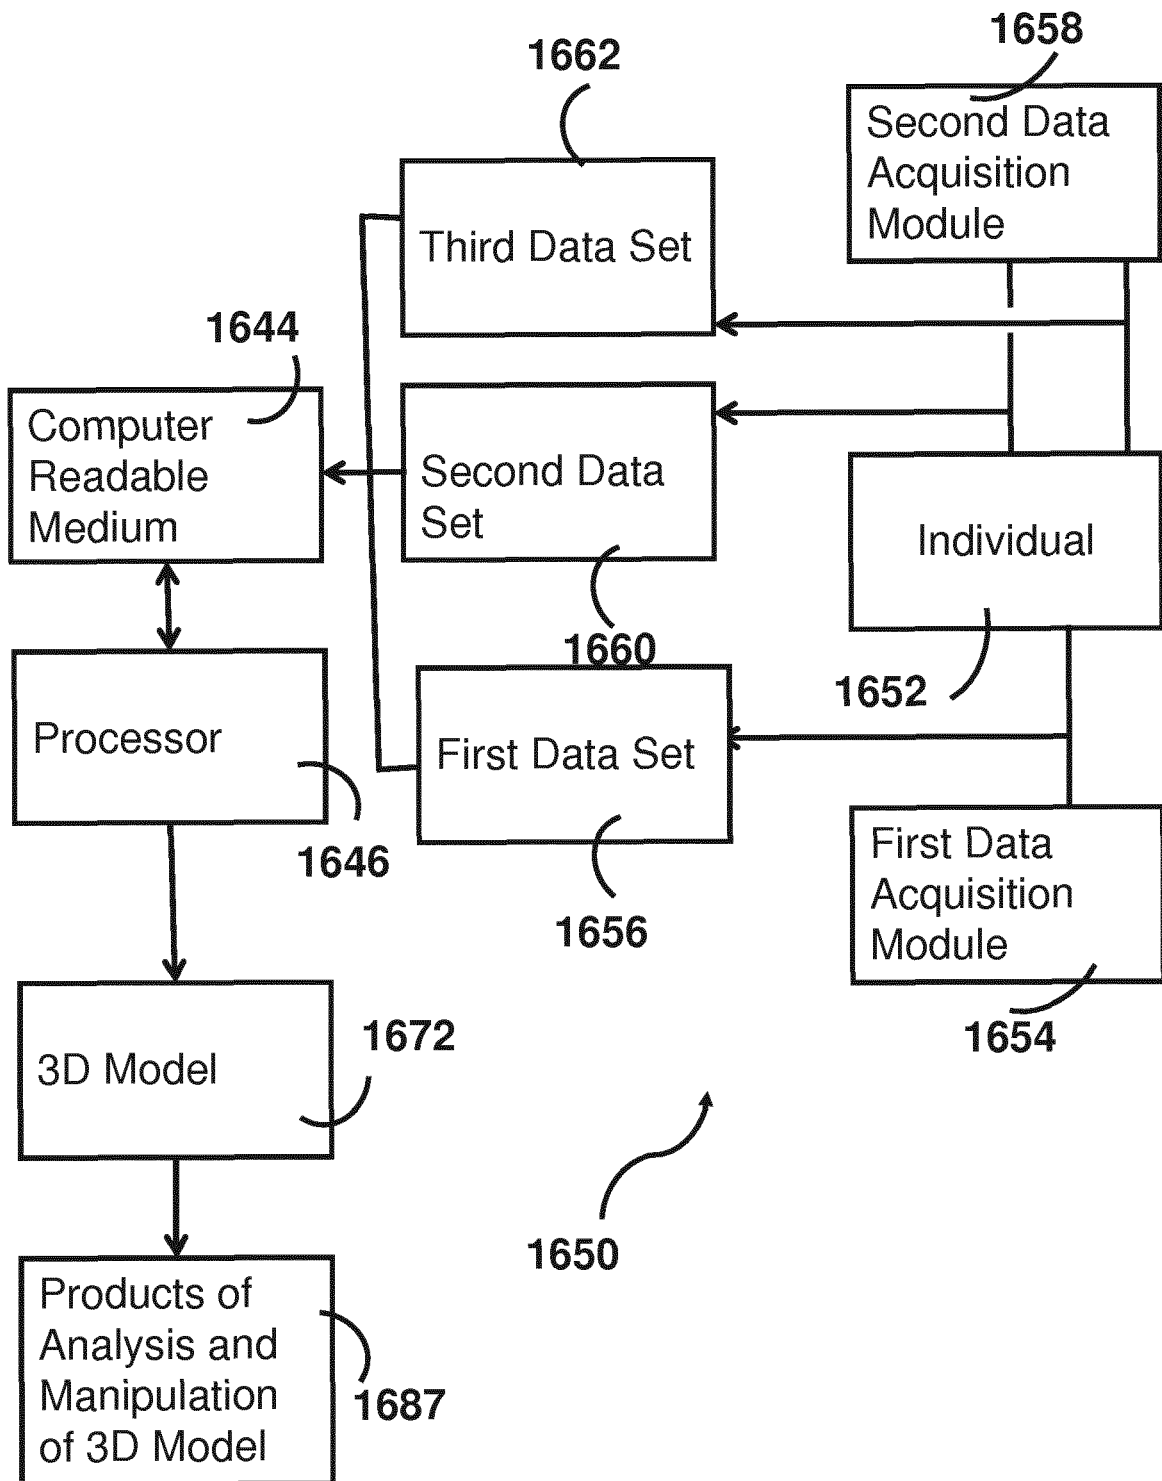 1658
1662
Second Data
Acquisition
Module
Third Data Set
1644
Computer
Readable
Medium
Second Data
Set
Individual
1660
1652
Processor
First Data Set
1646
1656
First Data
Acquisition
Module
1654
1672
3D Model
1650
Products of
Analysis and
Manipulation
of 3D Model
1687